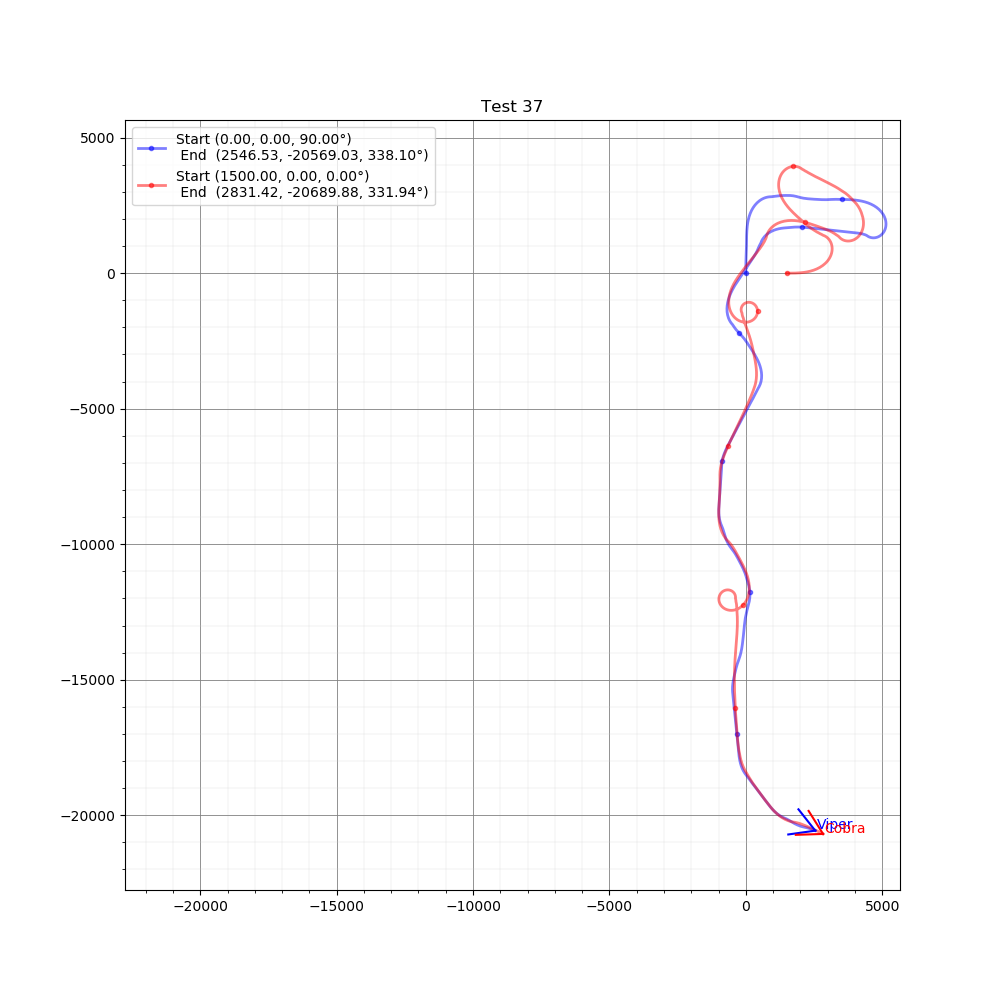 Test 37
Start (0.00, 0.00, 90.00°)
End  (2546.53, -20569.03, 338.10°)
Start (1500.00, 0.00, 0.00°)
End  (2831.42, -20689.88, 331.94°)
5000
0
−5000
−10000
−15000
−20000
Viper
Cobra
−20000 −15000 −10000 −5000 0 5000